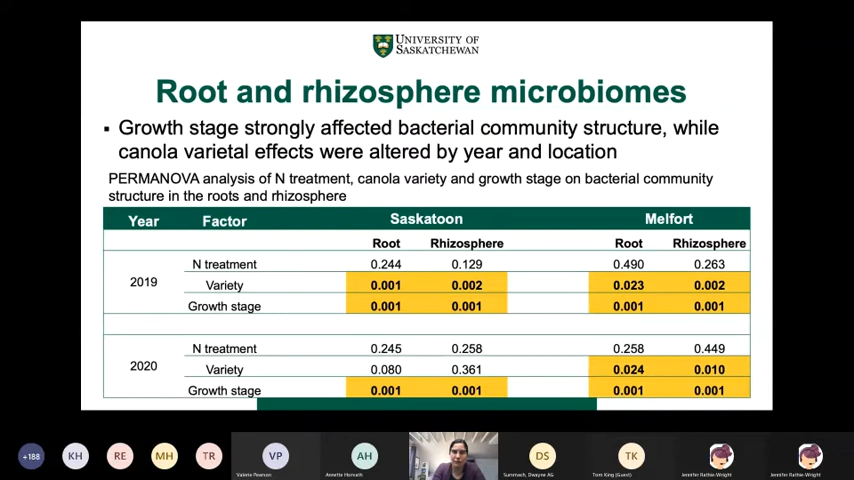 UNIVERSITY OF
SASKATCHEWAN
Root and rhizosphere microbiomes
▪ Growth stage strongly affected bacterial community structure, while
canola varietal effects were altered by year and location
PERMANOVA analysis of N treatment, canola variety and growth stage on bacterial community
structure in the roots and rhizosphere
Year Factor Saskatoon Melfort
Root Rhizosphere Root Rhizosphere
N treatment 0.244 0.129 0.490 0.263
2019 Variety 0.001 0.002 0.023 0.002
Growth stage 0.001 0.001 0.001 0.001
N treatment 0.245 0.258 0.258 0.449
2020 Variety 0.080 0.361 0.024 0.010
Growth stage 0.001 0.001 0.001 0.001
+188 KH RE MH TR VP AH DS TK
Valerie Pearson Annette Horvath Summach, Dwayne AG Tom King (Guest) Jennifer Rathie-Wright Jennifer Rathie-Wright